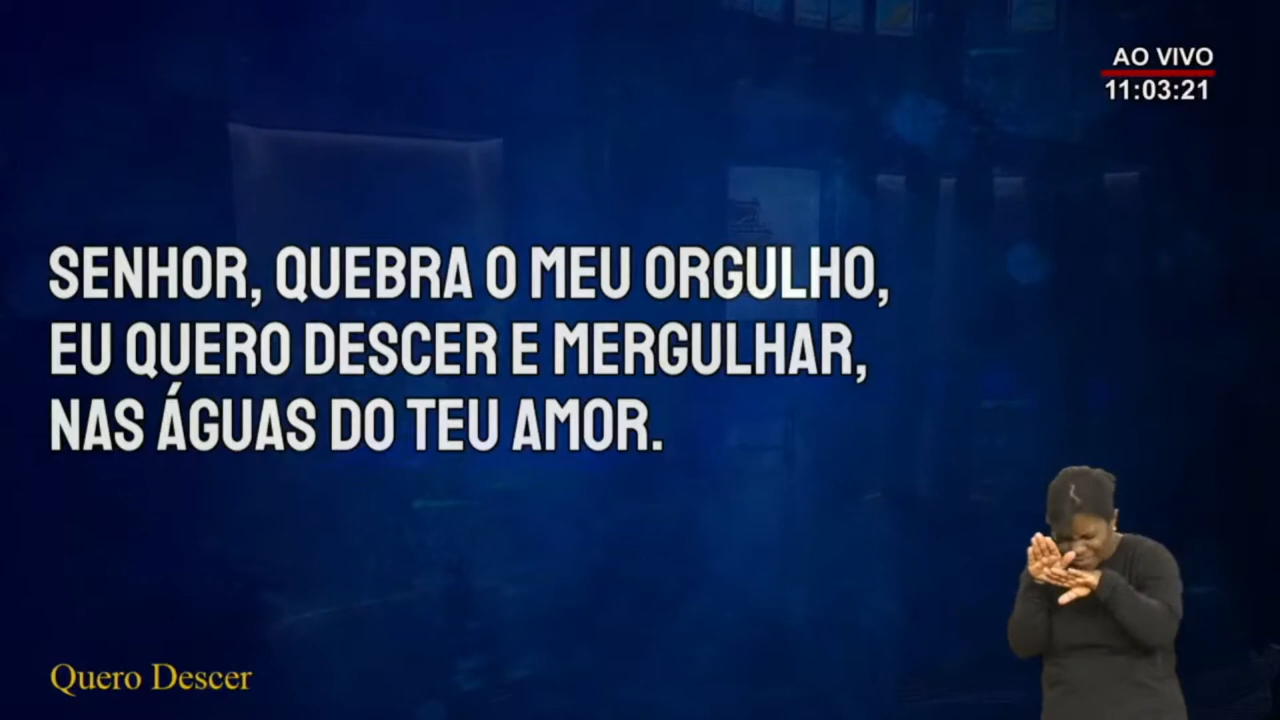 AO VIVO
11:03:21
SENHOR, QUEBRA O MEU ORGULHO,
EU QUERO DESCER E MERGULHAR,
NAS ÁGUAS DO TEU AMOR.
Quero Descer